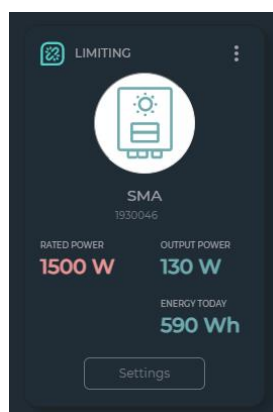 LIMITING
SMA
1930046
RATED POWER OUTPUT POWER
1500 W 130 W
ENERGY TODAY
590 Wh
Settings